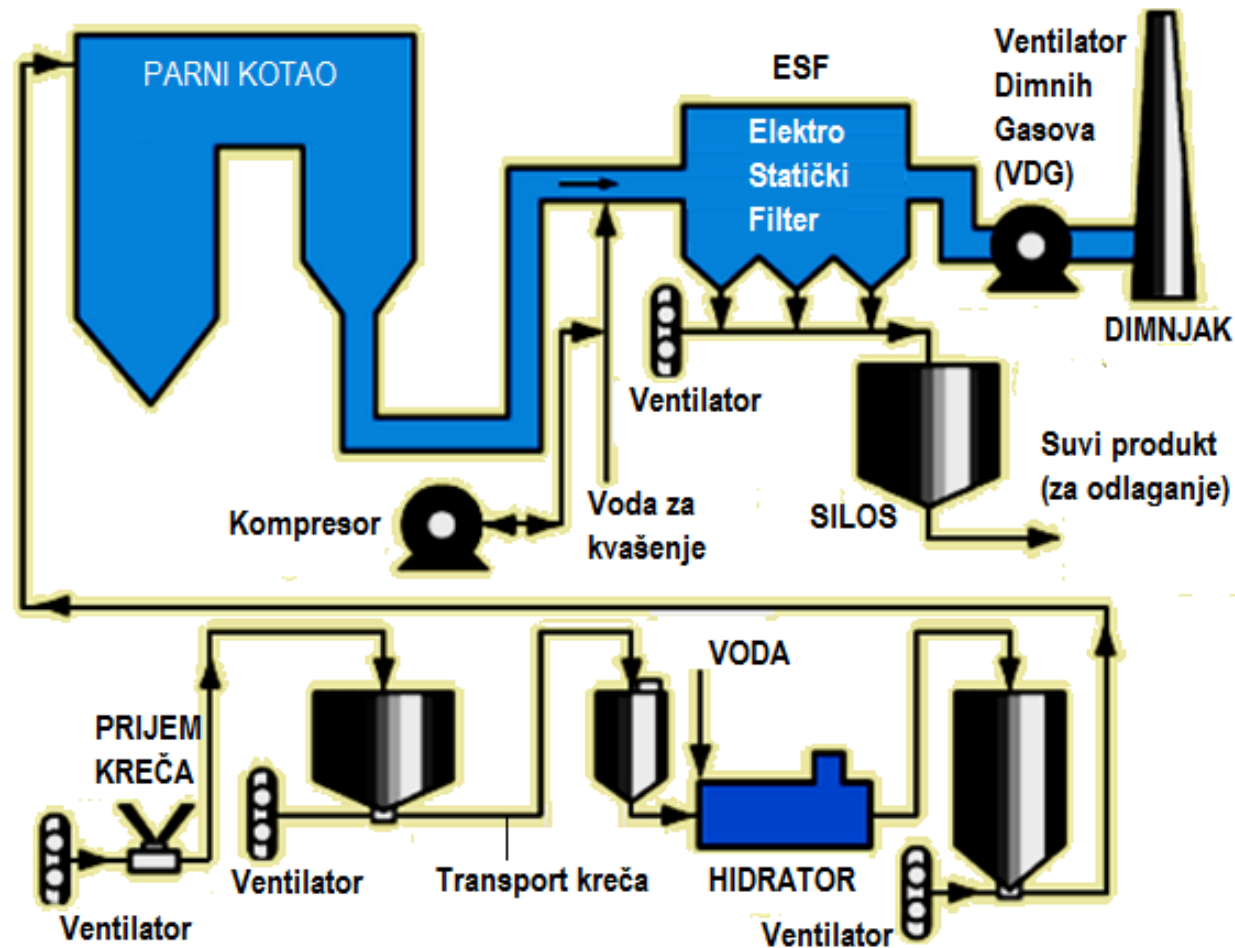 PARNI KOTAO
ESF
Elektro
Statički
Filter
Ventilator
Dimnih
Gasova
(VDG)
DIMNJAK
Ventilator
Suvi produkt
(za odlaganje)
SILOS
Kompresor
Voda za
kvašenje
VODA
PRIJEM
KREČA
Ventilator
Transport kreča
HIDRATOR
Ventilator
Ventilator